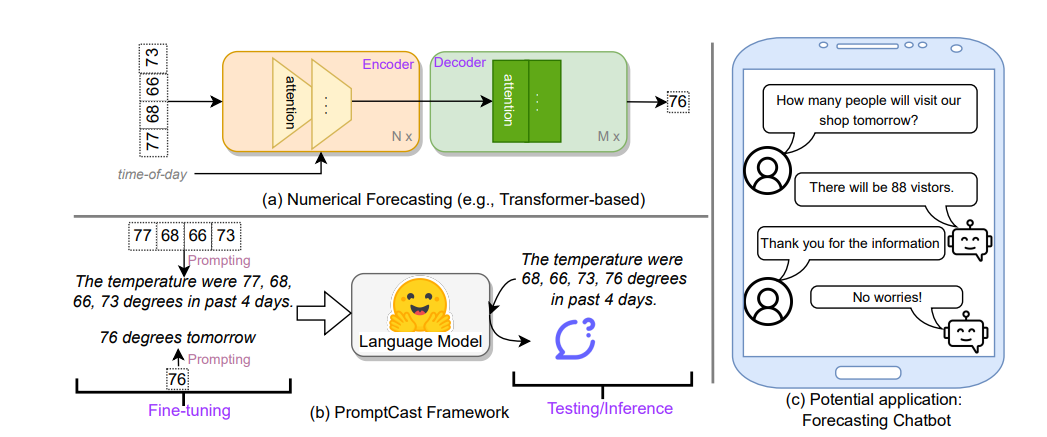 73
66
68
77
attention
. . .
Encoder
N x
Decoder
attention
. . .
M x
76
time-of-day
(a) Numerical Forecasting (e.g., Transformer-based)
77 68 66 73
Prompting
The temperature were 77, 68,
66, 73 degrees in past 4 days.
76 degrees tomorrow
Prompting
76
Fine-tuning
Language Model
(b) PromptCast Framework
The temperature were
68, 66, 73, 76 degrees
in past 4 days.
?
Testing/Inference
How many people will visit our
shop tomorrow?
There will be 88 vistors.
Thank you for the information
No worries!
(c) Potential application:
Forecasting Chatbot